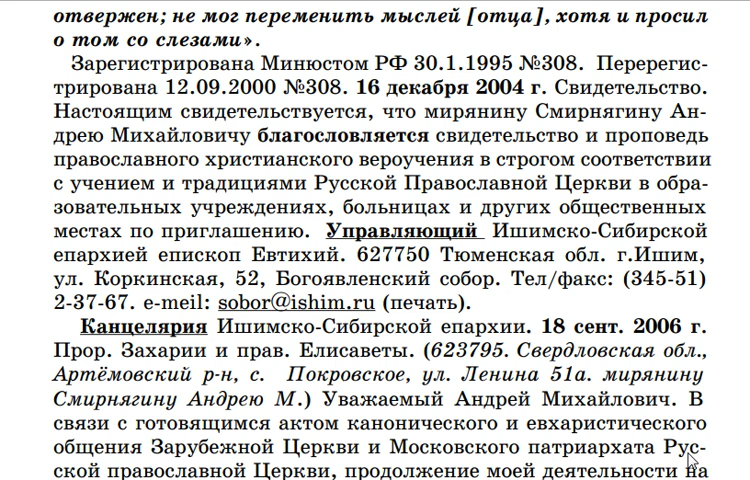 отвержен; не мог переменить мыслей [отца], хотя и просил
о том со слезами».
Зарегистрирована Минюстом РФ 30.1.1995 №308. Перерегис-
трирована 12.09.2000 №308. 16 декабря 2004 г. Свидетельство.
Настоящим свидетельствуется, что мирянину Смирнягину Ан-
дрею Михайловичу благословляется свидетельство и проповедь
православного христианского вероучения в строгом соответствии
с учением и традициями Русской Православной Церкви в обра-
зовательных учреждениях, больницах и других общественных
местах по приглашению. Управляющий Ишимско-Сибирской
епархией епископ Евтихий. 627750 Тюменская обл. г.Ишим,
ул. Коркинская, 52, Богоявленский собор. Тел/факс: (345-51)
2-37-67. e-meil: sobor@ishim.ru (печать).
Канцелярия Ишимско-Сибирской епархии. 18 сент. 2006 г.
Прор. Захарии и прав. Елисаветы. (623795. Свердловская обл.,
Артёмовский р-н, с. Покровское, ул. Ленина 51а. мирянину
Смирнягину Андрею М.) Уважаемый Андрей Михайлович. В
связи с готовящимся актом канонического и евхаристического
общения Зарубежной Церкви и Московского патриархата Рус-
ской православной Церкви, продолжение моей деятельности на